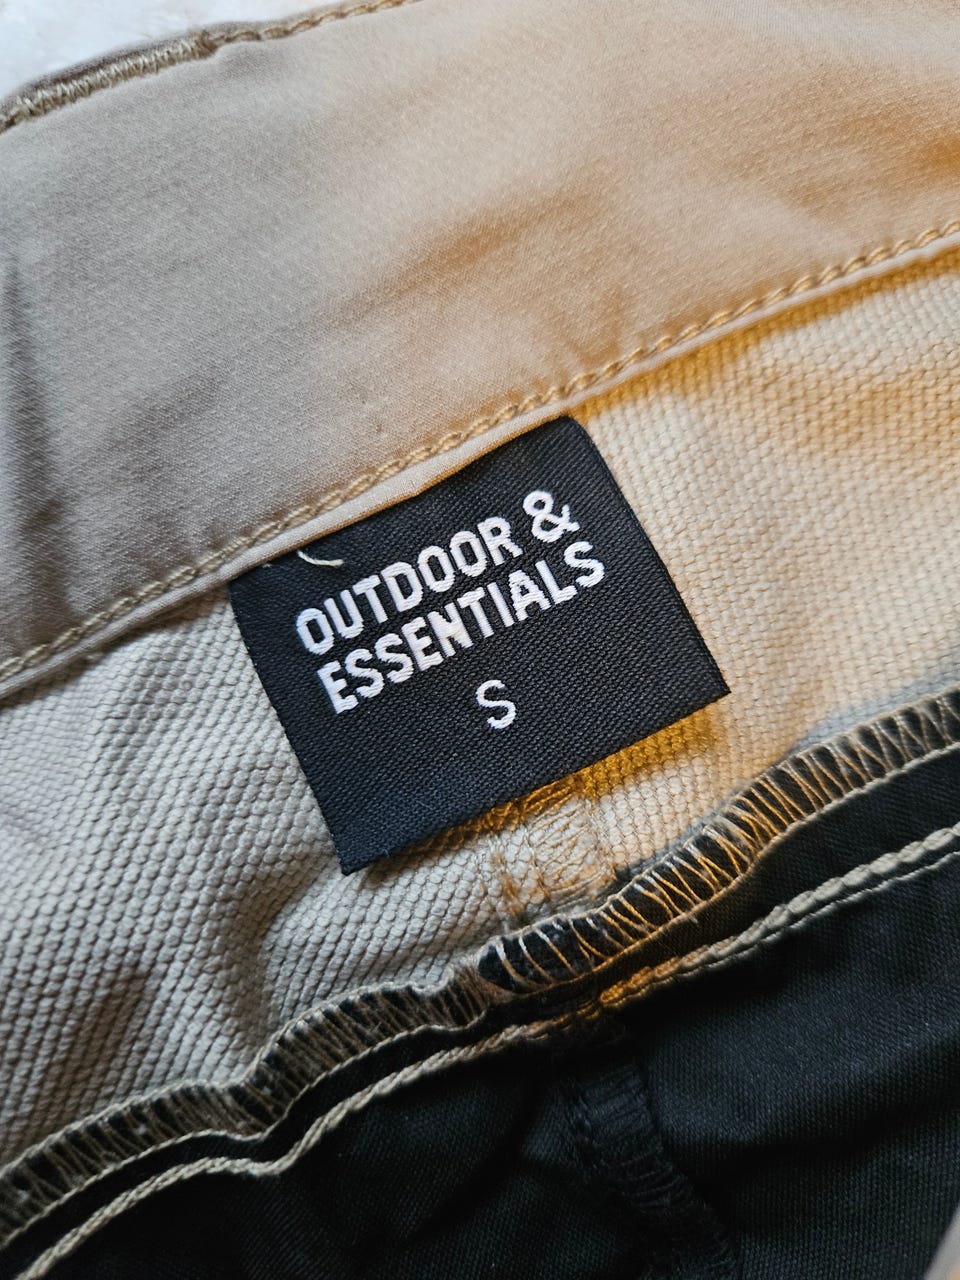 OUTDOOR &
ESSENTIALS
S